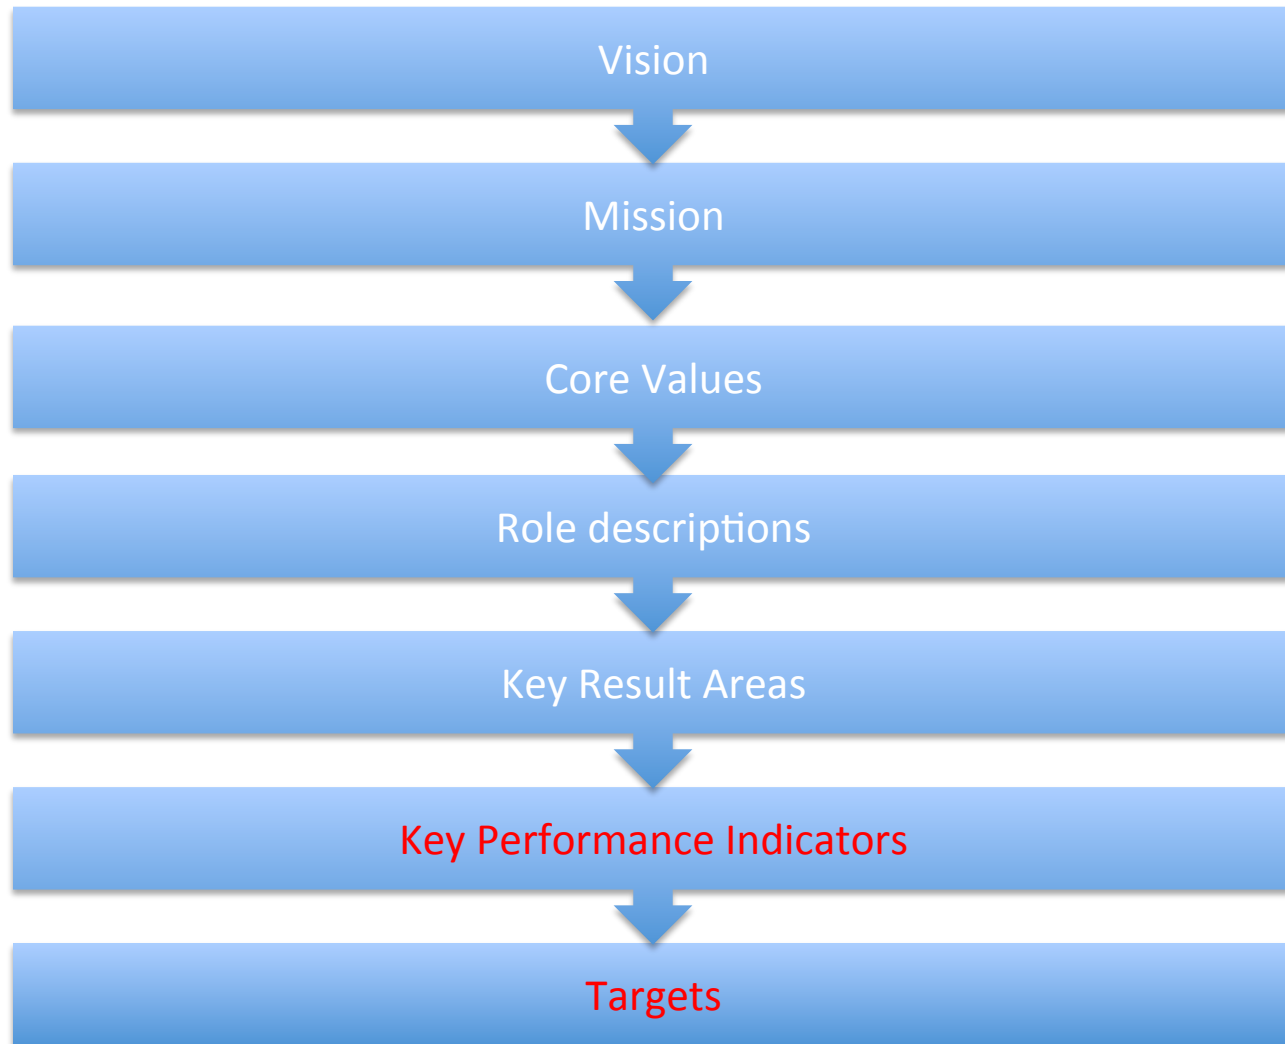 Vision
Mission
Core Values
Role descriptions
Key Result Areas
Key Performance Indicators
Targets